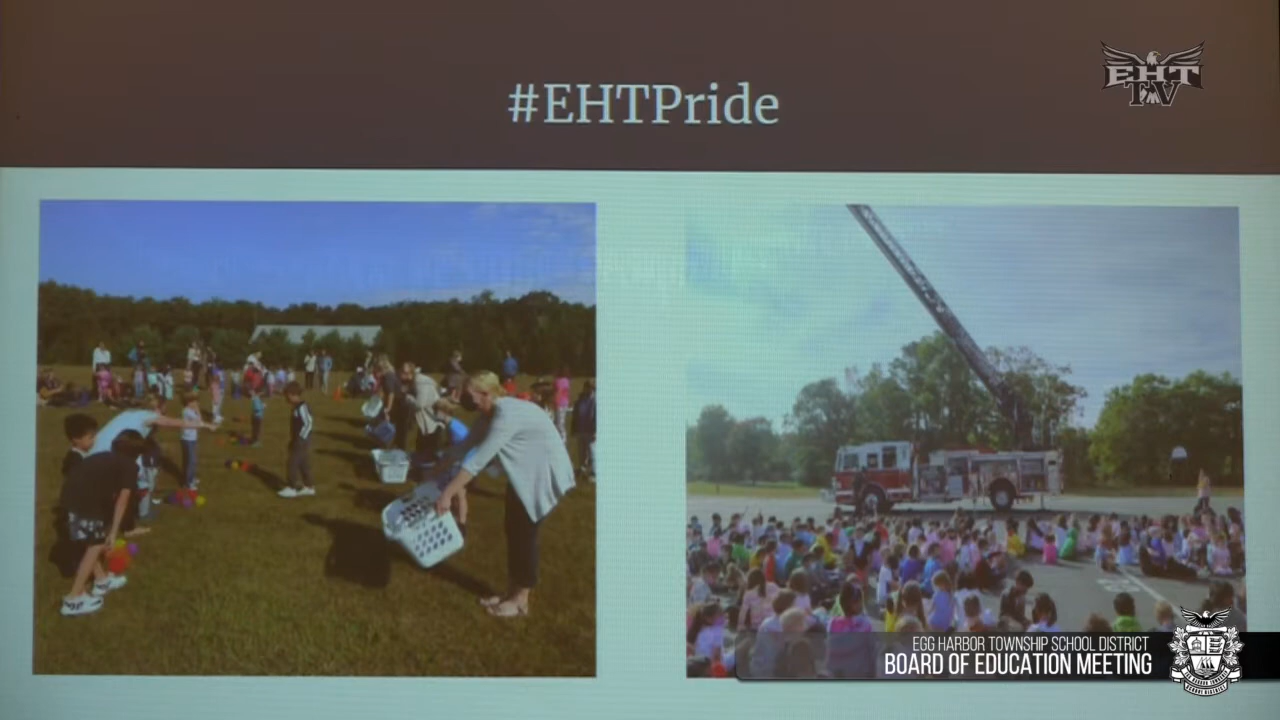 #EHTPride
EHT
TV
EGG HARBOR TOWNSHIP SCHOOL DISTRICT
BOARD OF EDUCATION MEETING